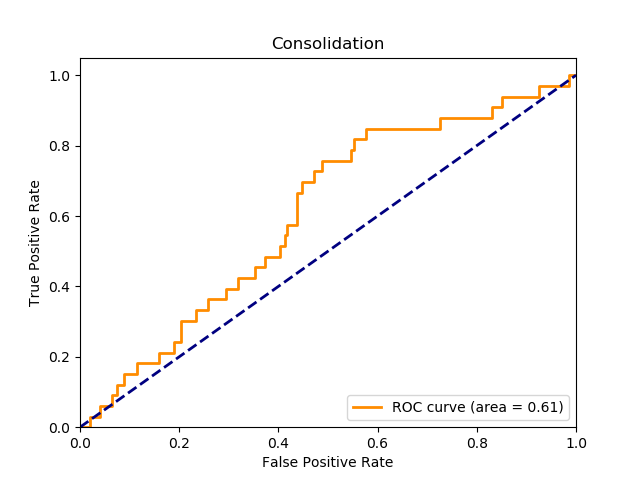 Consolidation
True Positive Rate
1.0
0.8
0.6
0.4
0.2
0.0
0.0 0.2 0.4 0.6 0.8 1.0
False Positive Rate
ROC curve (area = 0.61)